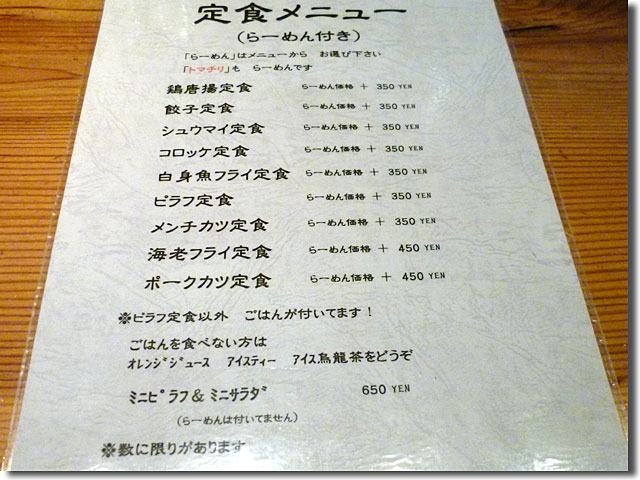 定食メニュー
(らーめん付き)
「らーめん」はメニューから お選び下さい
「トマチリ」も らーめんです
鶏唐揚定食 らーめん価格 + 350 YEN
餃子定食 らーめん価格 + 350 YEN
シュウマイ定食 らーめん価格 + 350 YEN
コロッケ定食 らーめん価格 + 350 YEN
白身魚フライ定食 らーめん価格 + 350 YEN
ピラフ定食 らーめん価格 + 350 YEN
メンチカツ定食 らーめん価格 + 350 YEN
海老フライ定食 らーめん価格 + 450 YEN
ポークカツ定食 らーめん価格 + 450 YEN
※ピラフ定食以外 ごはんが付いてます!
ごはんを食べない方は
オレンジジュース アイスティー アイス烏龍茶をどうぞ
ミニピラフ& ミニサラダ 650 YEN
(らーめんは付いてません)
※数に限りがあります